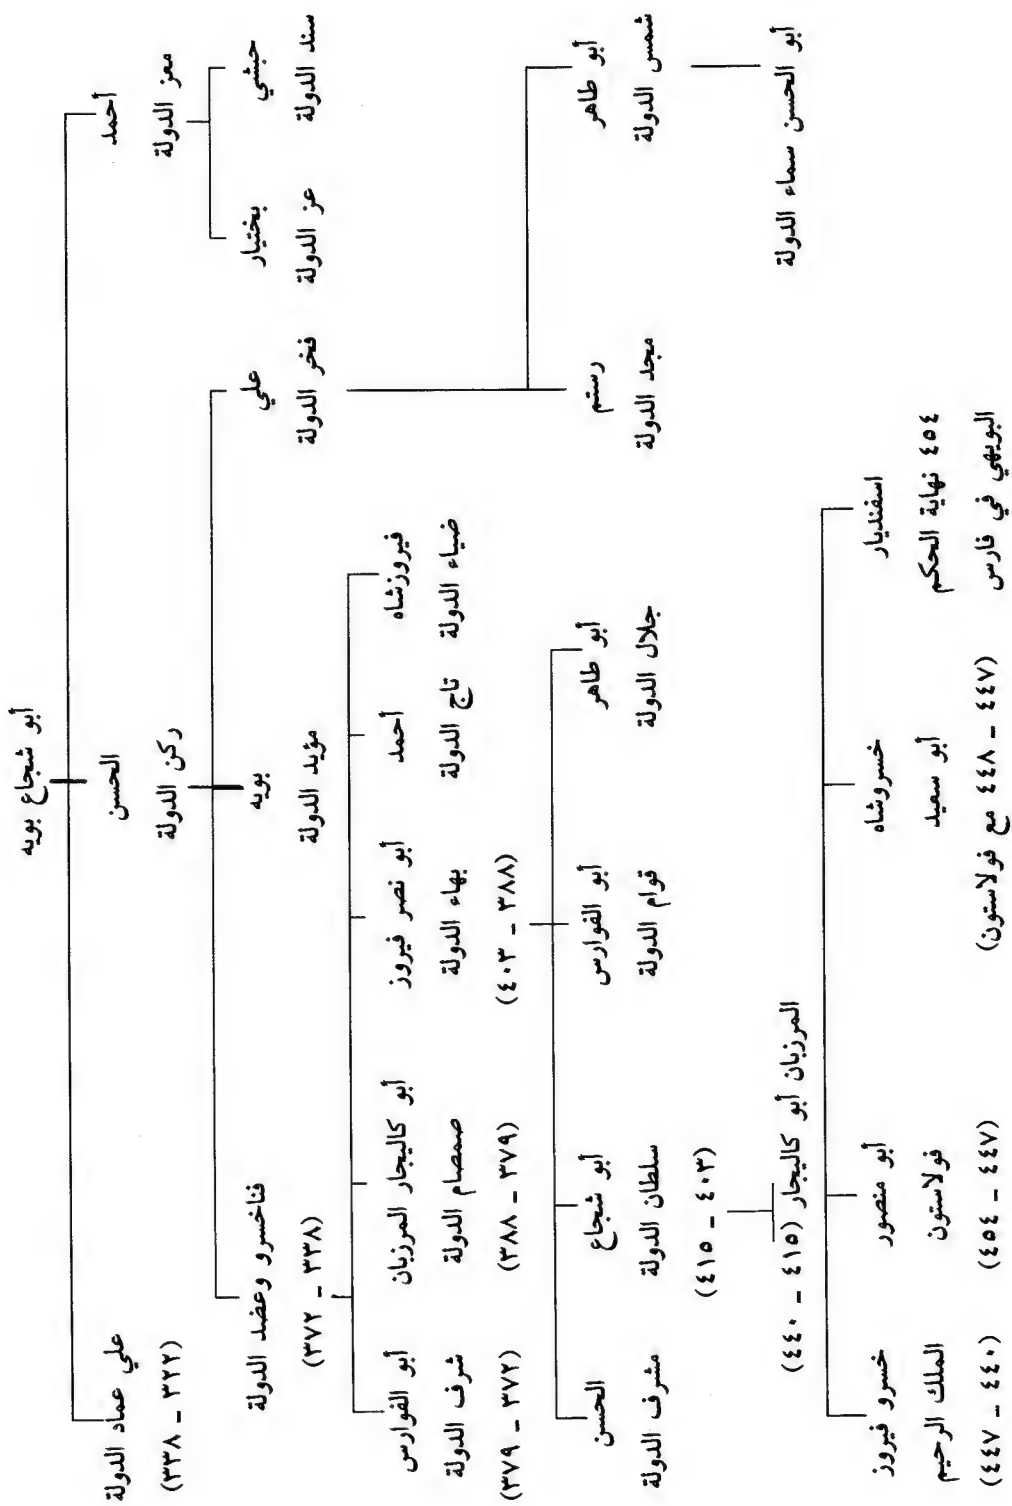 أبو شجاع بويه
أحمد
معز الدولة
الحسن
ركن الدولة
علي عماد الدولة
(٣٢٢ - ٣٣٨)
حبشي
سند الدولة
بختيار
عز الدولة
علي
فخر الدولة
بويه
مؤيد الدولة
فناخسرو وعضد الدولة
(٣٣٨ - ٣٧٢)
أبو طاهر
شمس الدولة
رستم
مجد الدولة
أبو الحسن سماء الدولة
فيروزشاه
ضياء الدولة
أحمد
تاج الدولة
أبو نصر فيروز
بهاء الدولة
(٣٨٨ - ٤٠٣)
أبو كاليجار المرزبان
صمصام الدولة
(٣٧٩ - ٣٨٨)
أبو الفوارس
شرف الدولة
(٣٧٢ - ٣٧٩)
أبو طاهر
جلال الدولة
أبو الفوارس
قوام الدولة
أبو شجاع
سلطان الدولة
(٤٠٣ - ٤١٥)
الحسن
مشرف الدولة
المرزبان أبو كاليجار (٤١٥ - ٤٤٠)
اسفنديار
٤٥٤ نهاية الحكم
البويهي في فارس
خسروشاه
أبو سعيد
(٤٤٧ - ٤٤٨ مع فولاستون)
أبو منصور
فولاستون
(٤٤٧ - ٤٥٤)
خسرو فيروز
الملك الرحيم
(٤٤٠ - ٤٤٧)